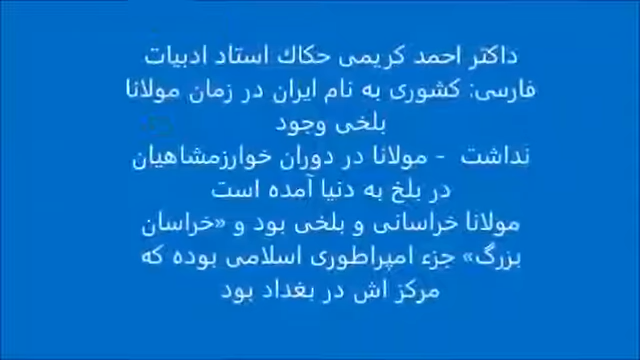 داکتر احمد کریمی حکاك استاد ادبیات
فارسی: کشوری به نام ایران در زمان مولانا
بلخی وجود
نداشت - مولانا در دوران خوارزمشاهیان
در بلخ به دنیا آمده است
مولانا خراسانی و بلخی بود و «خراسان
بزرگ» جزء امپراطوری اسلامی بوده که
مرکز اش در بغداد بود